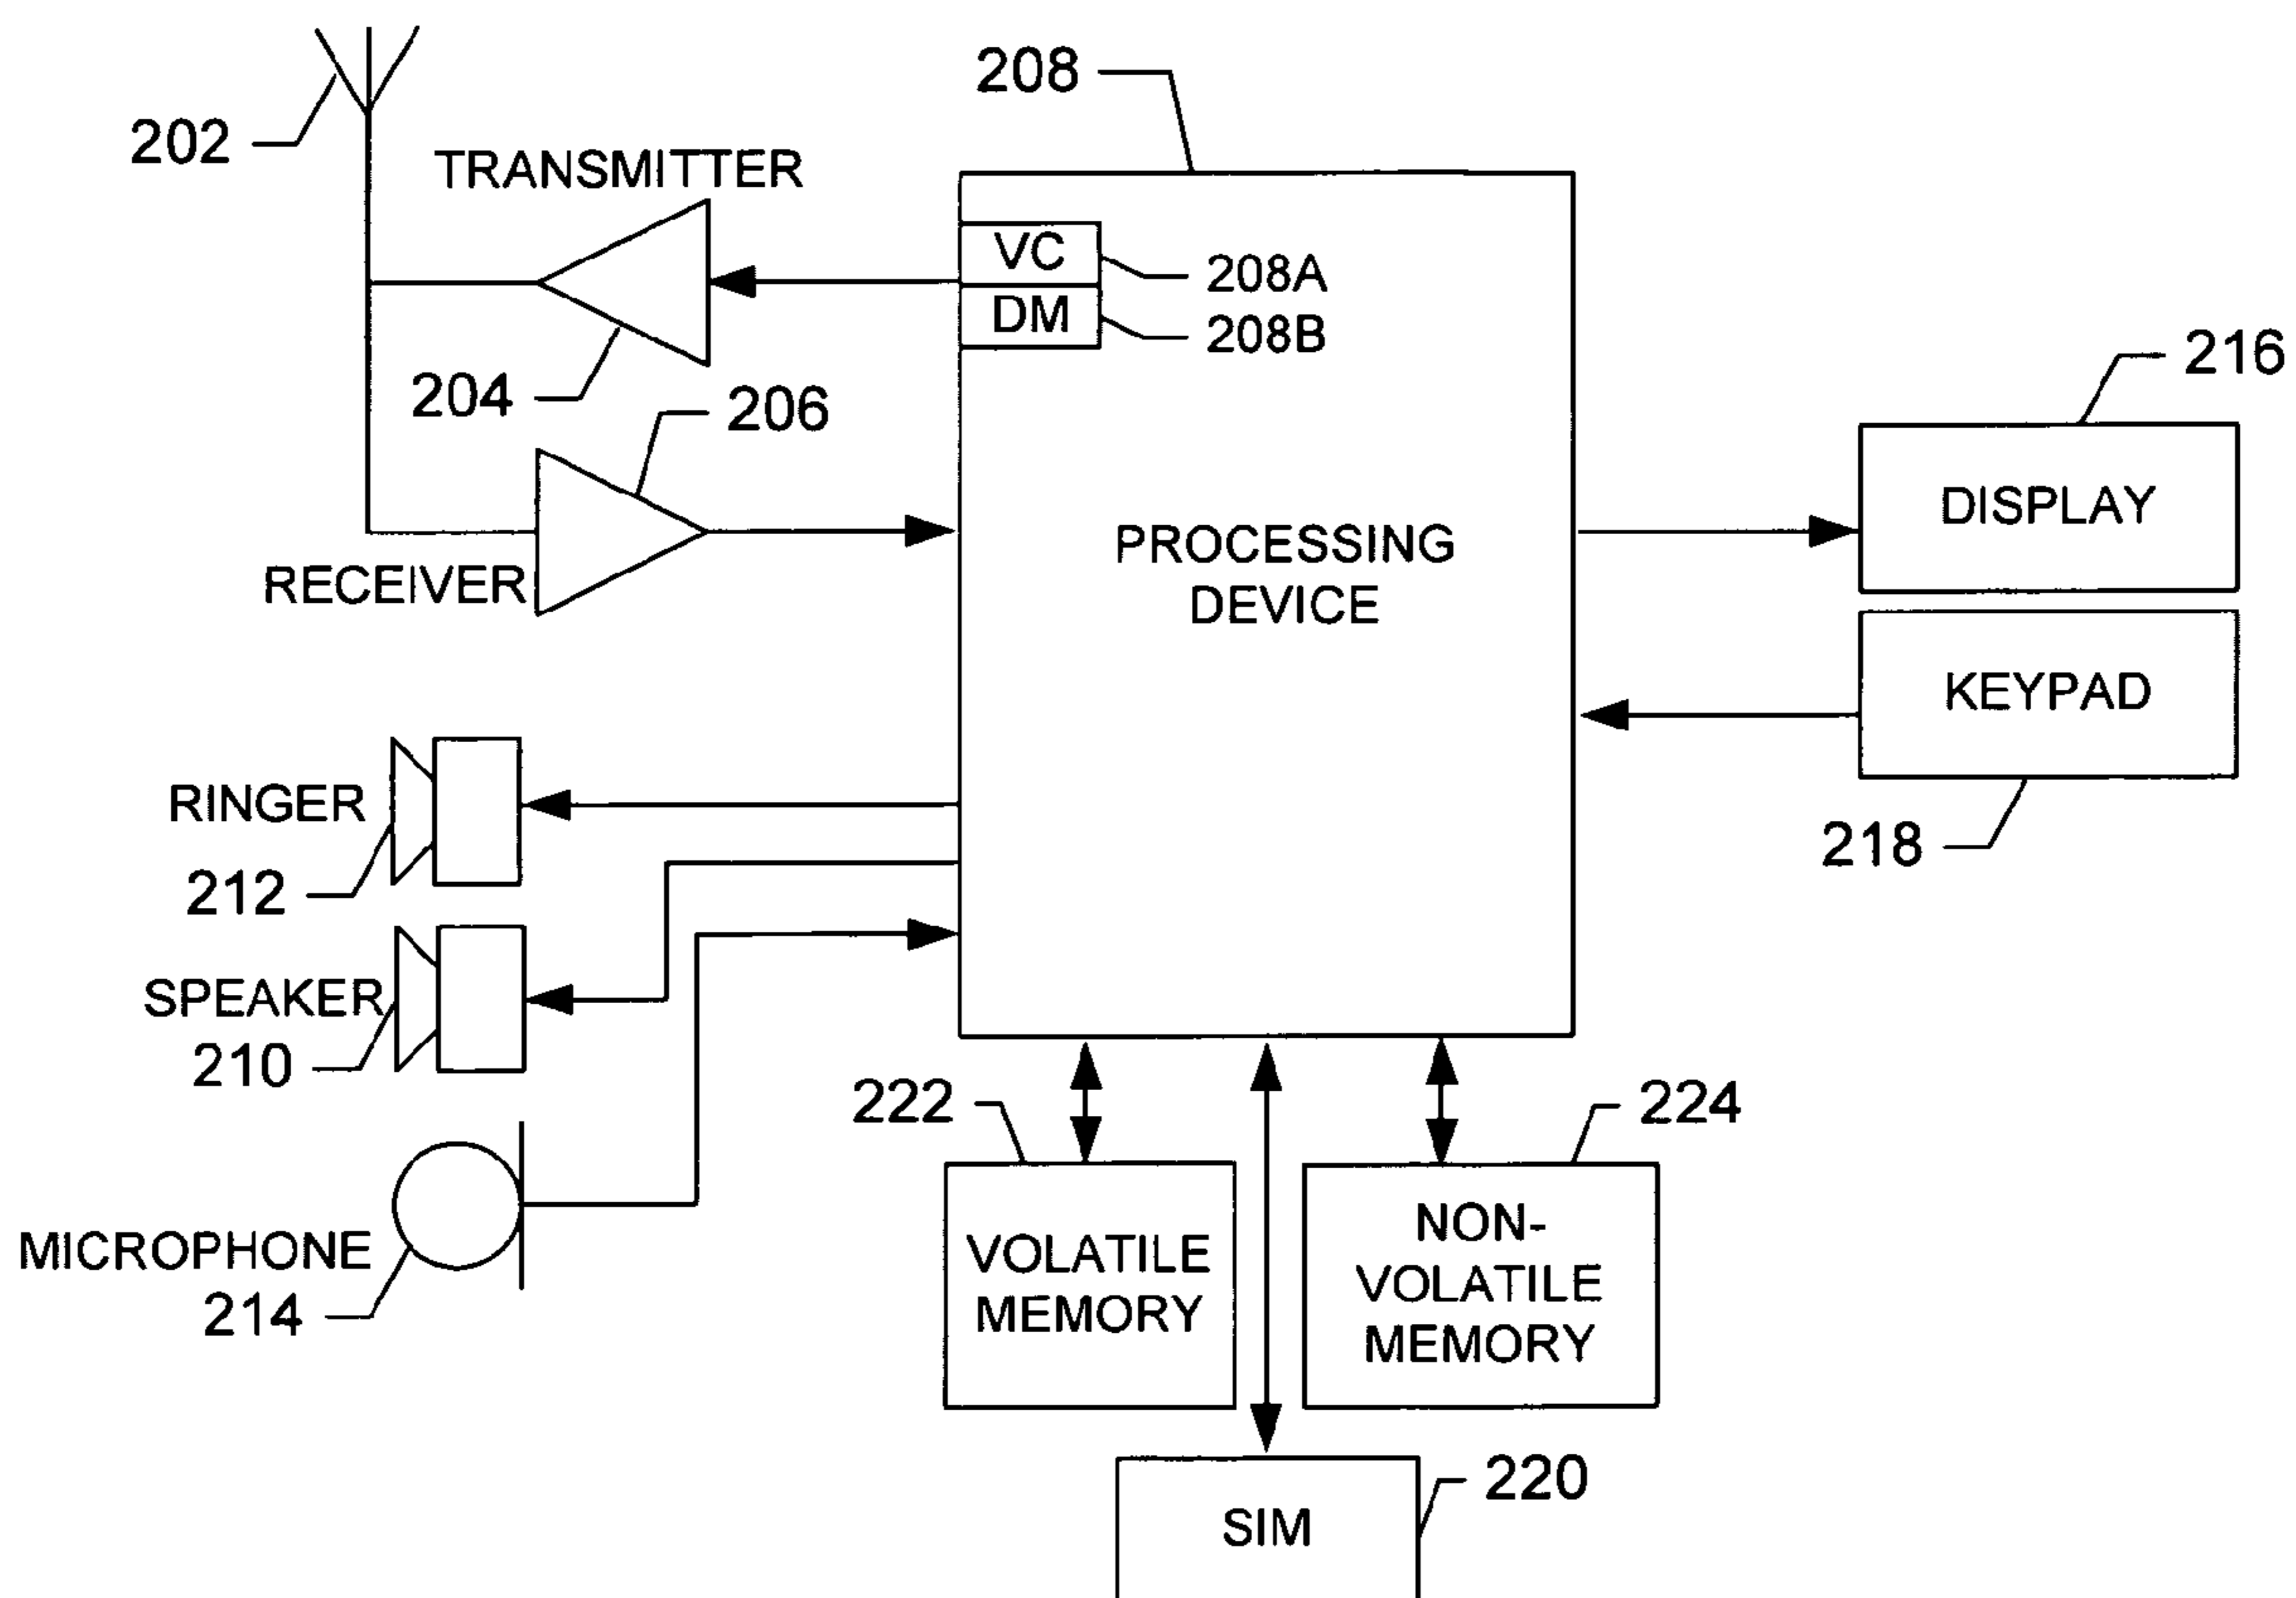 208
202
TRANSMITTER
VC
208A
DM
208B
204
206
216
DISPLAY
RECEIVER
PROCESSING
DEVICE
KEYPAD
218
RINGER
212
SPEAKER
210
222
224
MICROPHONE
214
VOLATILE
MEMORY
NON-
VOLATILE
MEMORY
220
SIM